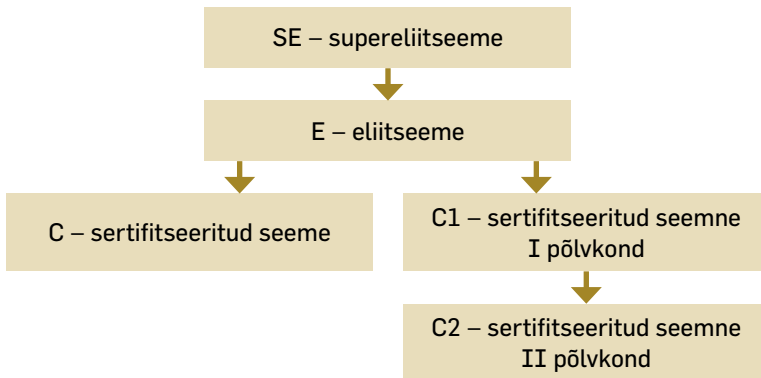 SE – supereliitseeme
E – eliitseeme
C – sertifitseeritud seeme
C1 – sertifitseeritud seemne
I põlvkond
C2 – sertifitseeritud seemne
II põlvkond